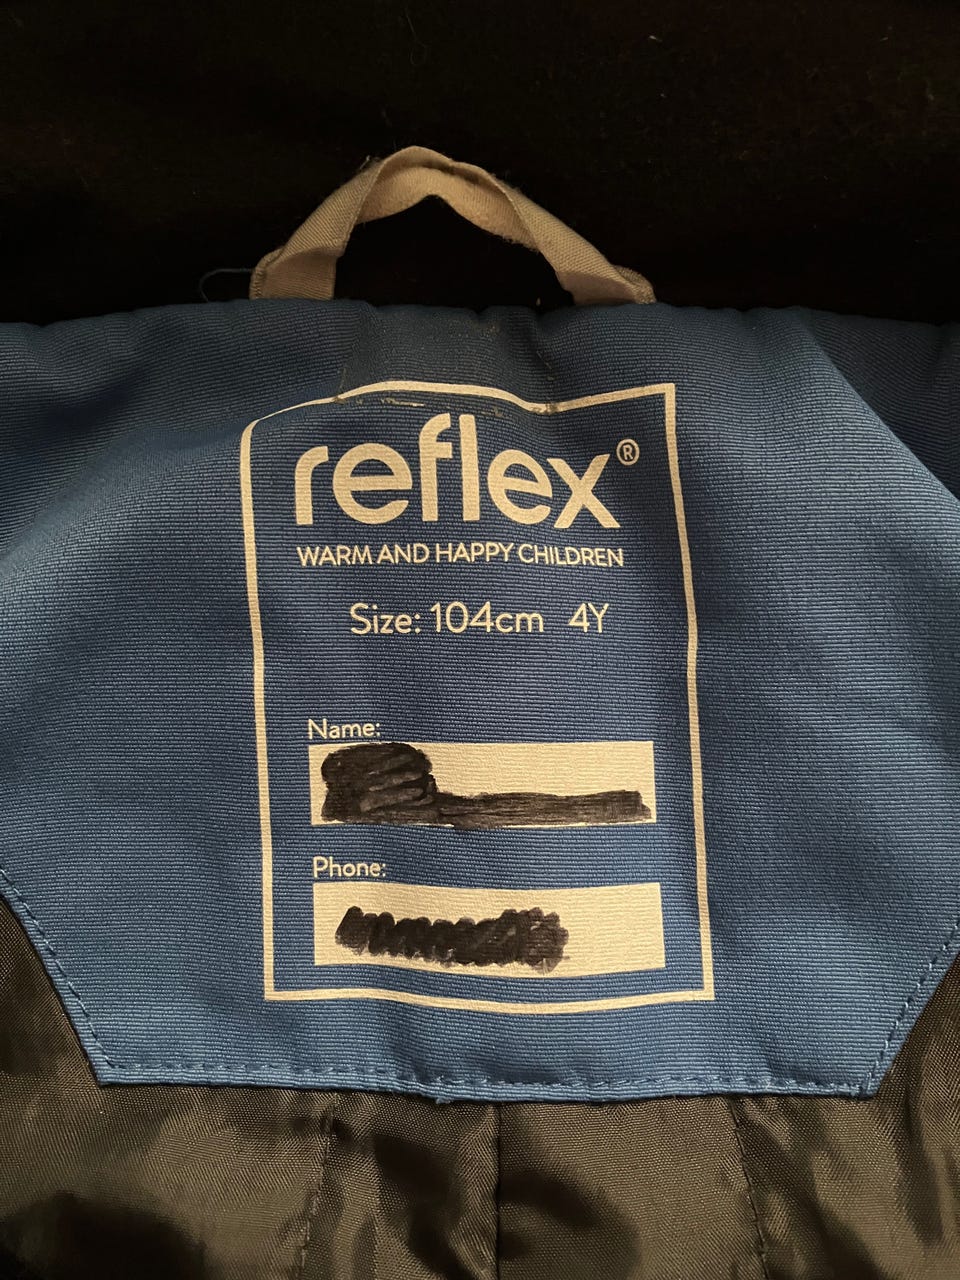 reflex®
WARM AND HAPPY CHILDREN
Size: 104cm 4Y
Name:
Phone: